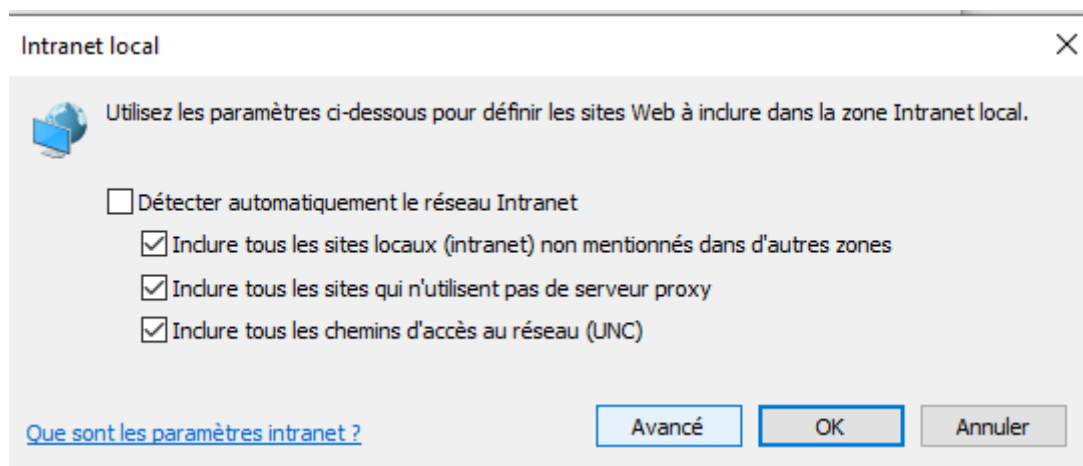 Intranet local
Utilisez les paramètres ci-dessous pour définir les sites Web à inclure dans la zone Intranet local.
Détecter automatiquement le réseau Intranet
Inclure tous les sites locaux (intranet) non mentionnés dans d'autres zones
Inclure tous les sites qui n'utilisent pas de serveur proxy
Inclure tous les chemins d'accès au réseau (UNC)
Que sont les paramètres intranet ?
Avancé
OK
Annuler